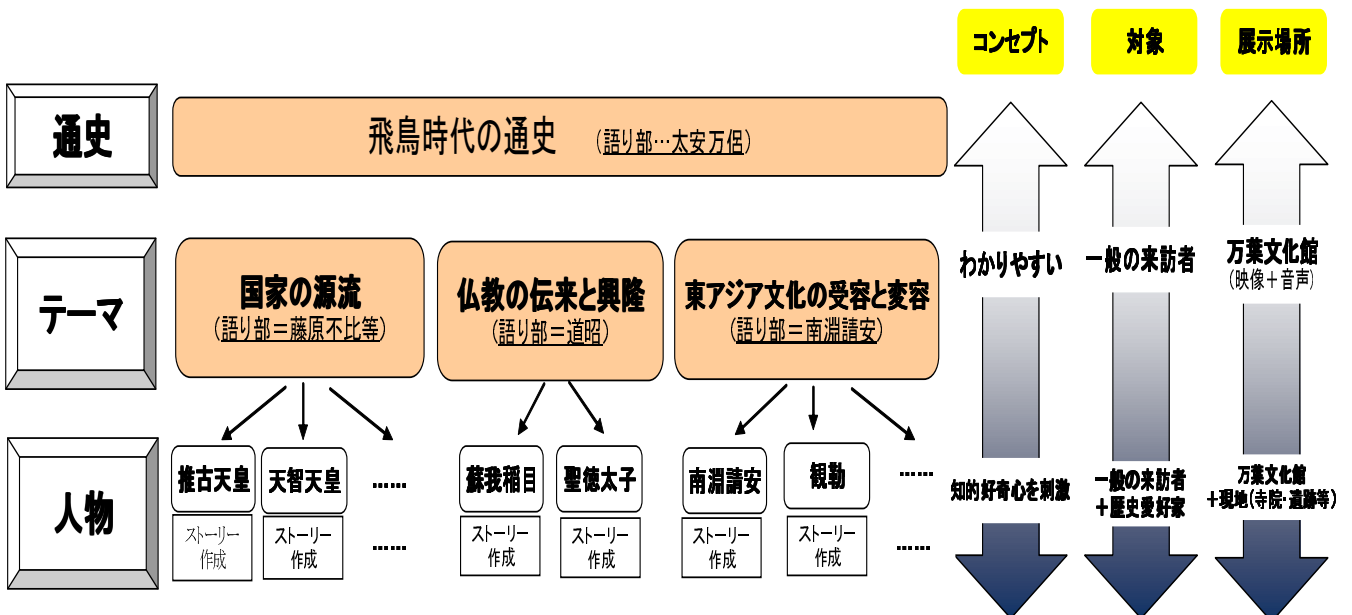 コンセプト
対象
展示場所
通史
飛鳥時代の通史 (語り部…太安万侶)
テーマ
国家の源流
(語り部＝藤原不比等)
仏教の伝来と興隆
(語り部＝道昭)
東アジア文化の受容と変容
(語り部＝南淵請安)
わかりやすい
一般の来訪者
万葉文化館
(映像＋音声)
人物
推古天皇
天智天皇
……
蘇我稲目
聖徳太子
南淵請安
観勒
……
ストーリー
作成
ストーリー
作成
……
ストーリー
作成
ストーリー
作成
ストーリー
作成
ストーリー
作成
……
知的好奇心を刺激
一般の来訪者
＋歴史愛好家
万葉文化館
＋現地(寺院・遺跡等)